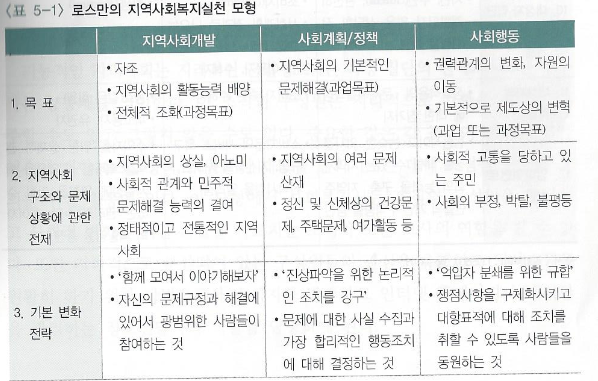 〈표 5-1〉 로스만의 지역사회복지실천 모형
지역사회개발
사회계획/정책
사회행동
1. 목 표
• 자조
• 지역사회의 활동능력 배양
• 전체적 조화(과정목표)
• 지역사회의 기본적인
문제해결(과업목표)
• 권력관계의 변화, 자원의
이동
• 기본적으로 제도상의 변혁
(과업 또는 과정목표)
2. 지역사회
구조와 문제
상황에 관한
전제
• 지역사회의 상실, 아노미
• 사회적 관계와 민주적
문제해결 능력의 결여
• 정태적이고 전통적인 지역
사회
• 지역사회의 여러 문제
산재
• 정신 및 신체상의 건강문
제, 주택문제, 여가활동 등
• 사회적 고통을 당하고 있
는 주민
• 사회의 부정, 박탈, 불평등
3. 기본 변화
전략
• ‘함께 모여서 이야기해보자’
• 자신의 문제규정과 해결에
있어서 광범위한 사람들이
참여하는 것
• ‘진상파악을 위한 논리적
인 조치를 강구’
• 문제에 대한 사실 수집과
가장 합리적인 행동조치
에 대해 결정하는 것
• ‘억압자 분쇄를 위한 규합’
• 쟁점사항을 구체화시키고
대항표적에 대해 조치를
취할 수 있도록 사람들을
동원하는 것